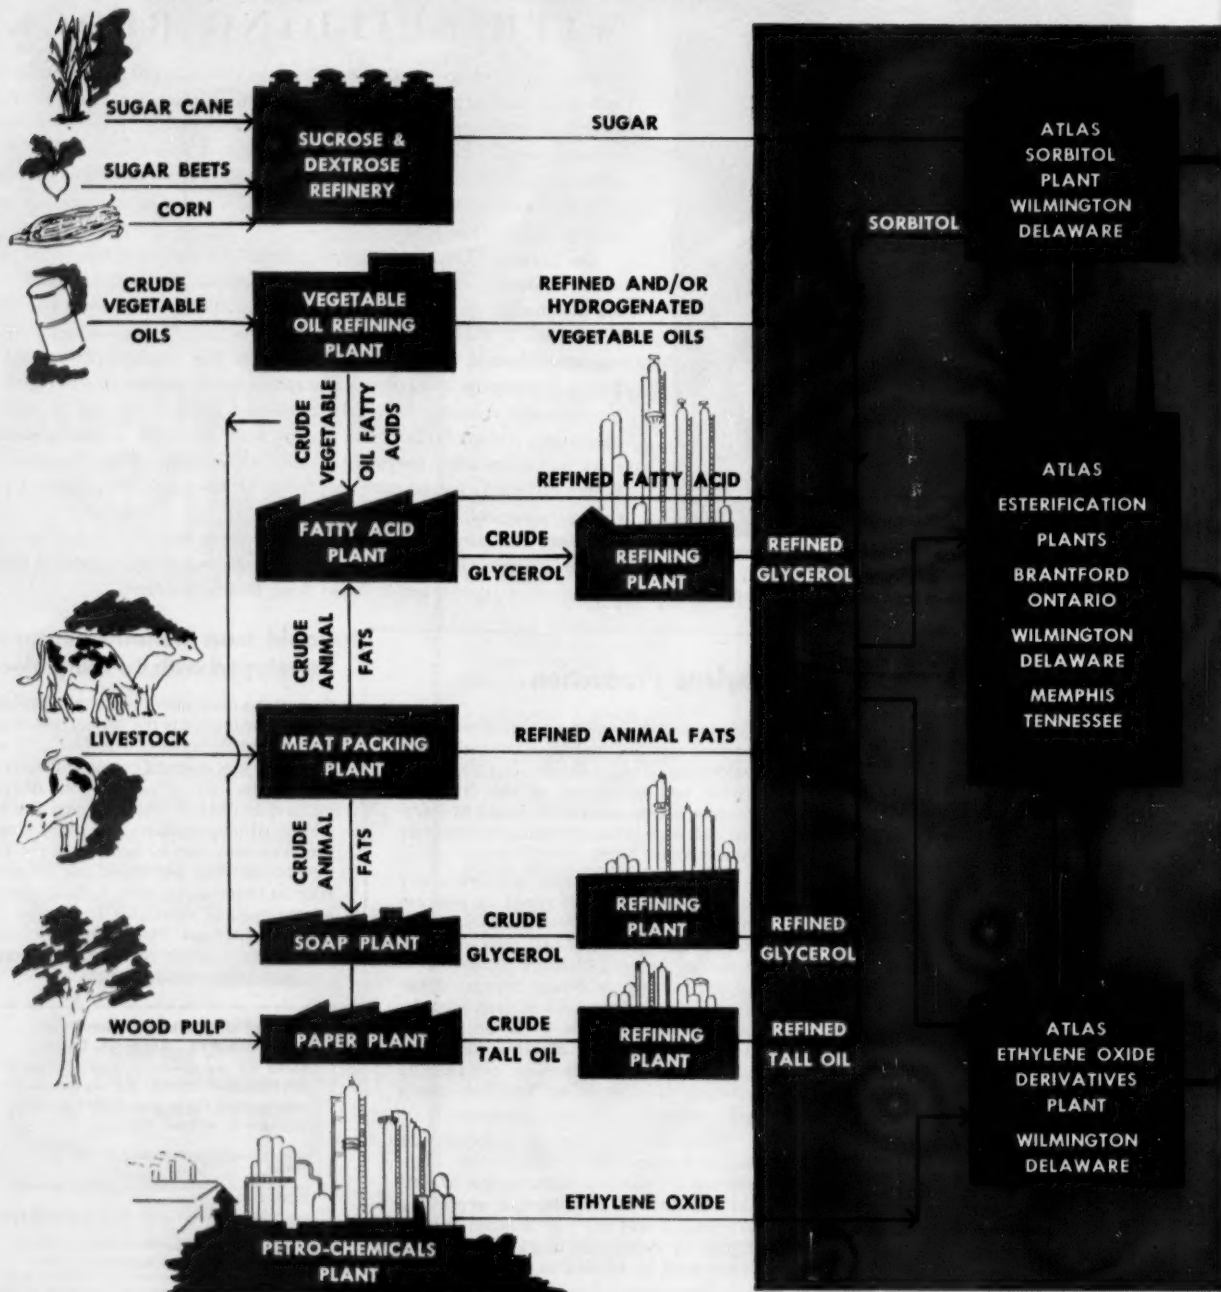 SUGAR CANE
SUGAR BEETS
CORN
SUCROSE &
DEXTROSE
REFINERY
SUGAR
ATLAS
SORBITOL
PLANT
WILMINGTON
DELAWARE
SORBITOL
CRUDE
VEGETABLE
OILS
VEGETABLE
OIL REFINING
PLANT
REFINED AND/OR
HYDROGENATED
VEGETABLE OILS
CRUDE
VEGETABLE
OIL FATTY
ACIDS
REFINED FATTY ACID
FATTY ACID
PLANT
CRUDE
GLYCEROL
REFINING
PLANT
REFINED
GLYCEROL
ATLAS
ESTERIFICATION
PLANTS
BRANTFORD
ONTARIO
WILMINGTON
DELAWARE
MEMPHIS
TENNESSEE
CRUDE
ANIMAL
FATS
LIVESTOCK
MEAT PACKING
PLANT
REFINED ANIMAL FATS
CRUDE
ANIMAL
FATS
SOAP PLANT
CRUDE
GLYCEROL
REFINING
PLANT
REFINED
GLYCEROL
WOOD PULP
PAPER PLANT
CRUDE
TALL OIL
REFINING
PLANT
REFINED
TALL OIL
ATLAS
ETHYLENE OXIDE
DERIVATIVES
PLANT
WILMINGTON
DELAWARE
ETHYLENE OXIDE
PETRO-CHEMICALS
PLANT